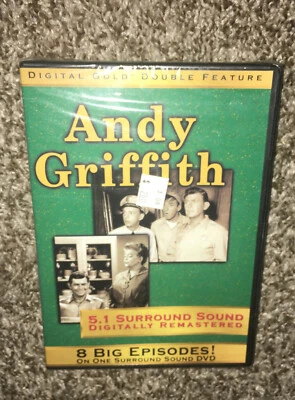 Digital Gold Double Feature
Andy
Griffith
5.1 Surround Sound
Digitally Remastered
8 Big Episodes!
On One Surround Sound DVD